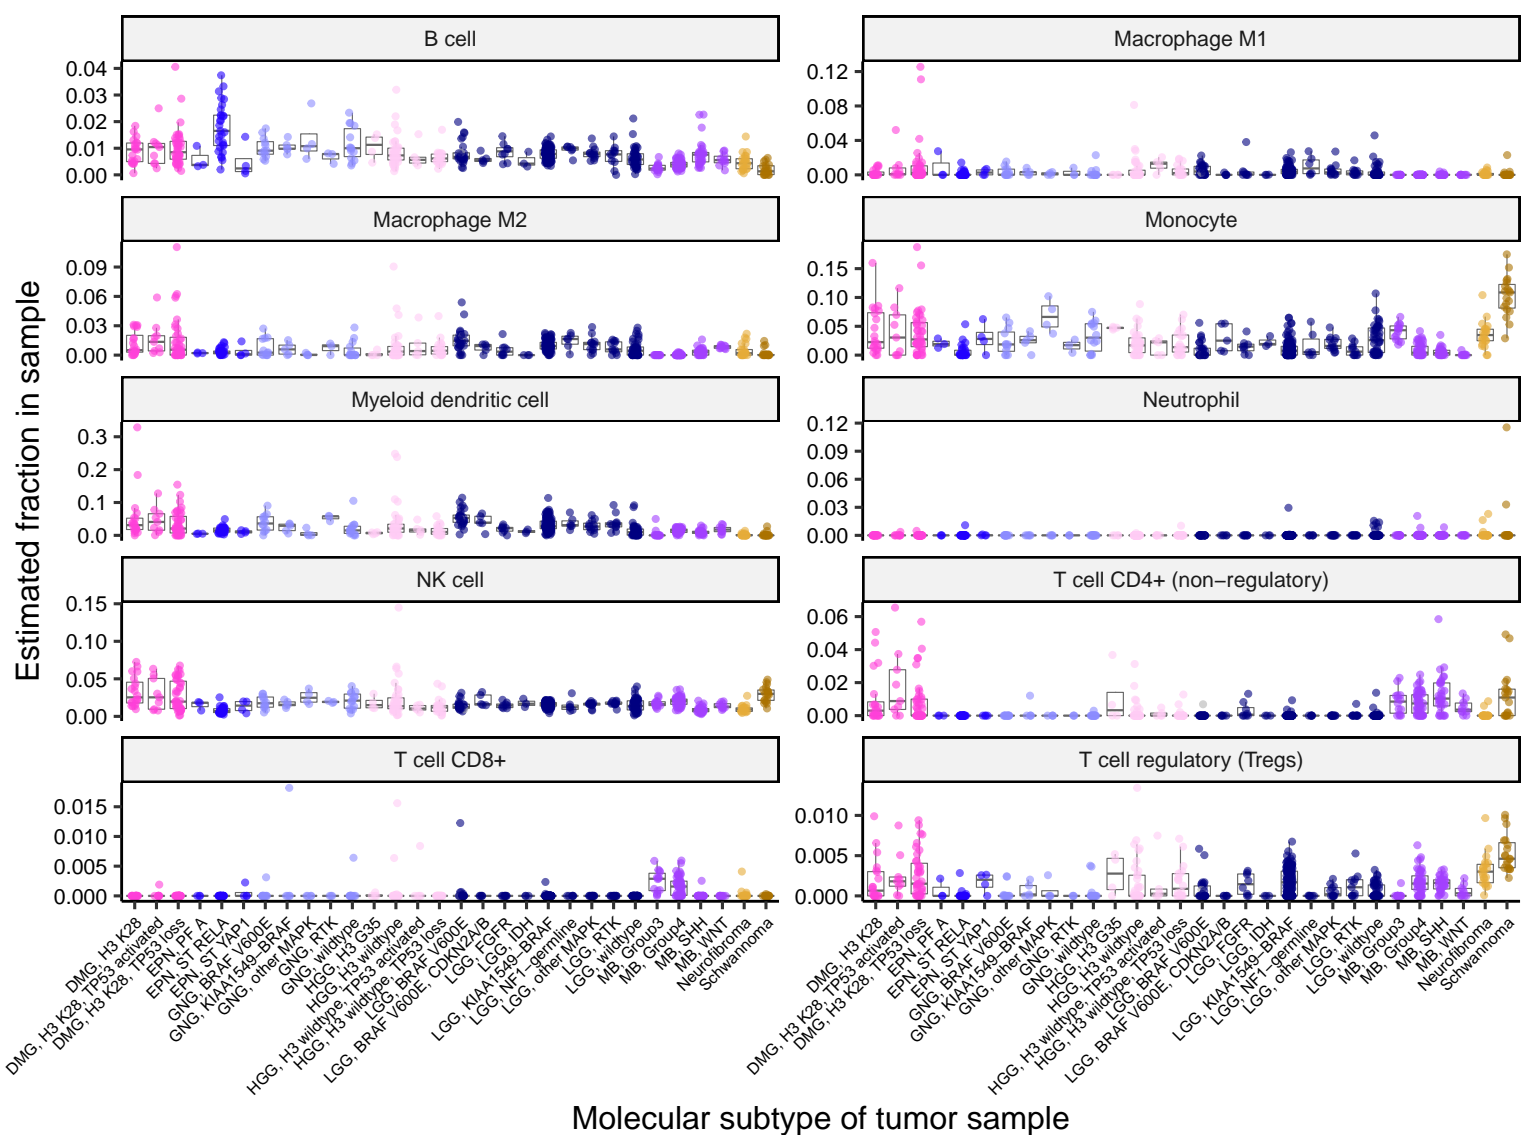 B cell
Macrophage M1
0.04
0.03
0.02
0.01
0.00
0.12
0.08
0.04
0.00
Macrophage M2
Monocyte
0.09
0.06
0.03
0.00
0.15
0.10
0.05
0.00
Myeloid dendritic cell
Neutrophil
0.3
0.2
0.1
0.0
0.12
0.09
0.06
0.03
0.00
NK cell
T cell CD4+ (non−regulatory)
0.15
0.10
0.05
0.00
0.06
0.04
0.02
0.00
T cell CD8+
T cell regulatory (Tregs)
0.015
0.010
0.005
0.000
0.010
0.005
0.000
Estimated fraction in sample
DMG, H3 K28
DMG, H3 K28, TP53 activated
DMG, H3 K28, TP53 loss
EPN, PF A
EPN, ST RELA
EPN, ST YAP1
GNG, BRAF V600E
GNG, KIAA1549−BRAF
GNG, other MAPK
GNG, RTK
GNG, wildtype
HGG, H3 G35
HGG, H3 wildtype
HGG, H3 wildtype, TP53 activated
HGG, H3 wildtype, TP53 loss
LGG, BRAF V600E
LGG, BRAF V600E, CDKN2A/B
LGG, FGFR
LGG, IDH
LGG, KIAA1549−BRAF
LGG, NF1−germline
LGG, other MAPK
LGG, RTK
LGG, wildtype
MB, Group3
MB, Group4
MB, SHH
MB, WNT
Neurofibroma
Schwannoma
DMG, H3 K28
DMG, H3 K28, TP53 activated
DMG, H3 K28, TP53 loss
EPN, PF A
EPN, ST RELA
EPN, ST YAP1
GNG, BRAF V600E
GNG, KIAA1549−BRAF
GNG, other MAPK
GNG, RTK
GNG, wildtype
HGG, H3 G35
HGG, H3 wildtype
HGG, H3 wildtype, TP53 activated
HGG, H3 wildtype, TP53 loss
LGG, BRAF V600E
LGG, BRAF V600E, CDKN2A/B
LGG, FGFR
LGG, IDH
LGG, KIAA1549−BRAF
LGG, NF1−germline
LGG, other MAPK
LGG, RTK
LGG, wildtype
MB, Group3
MB, Group4
MB, SHH
MB, WNT
Neurofibroma
Schwannoma
Molecular subtype of tumor sample